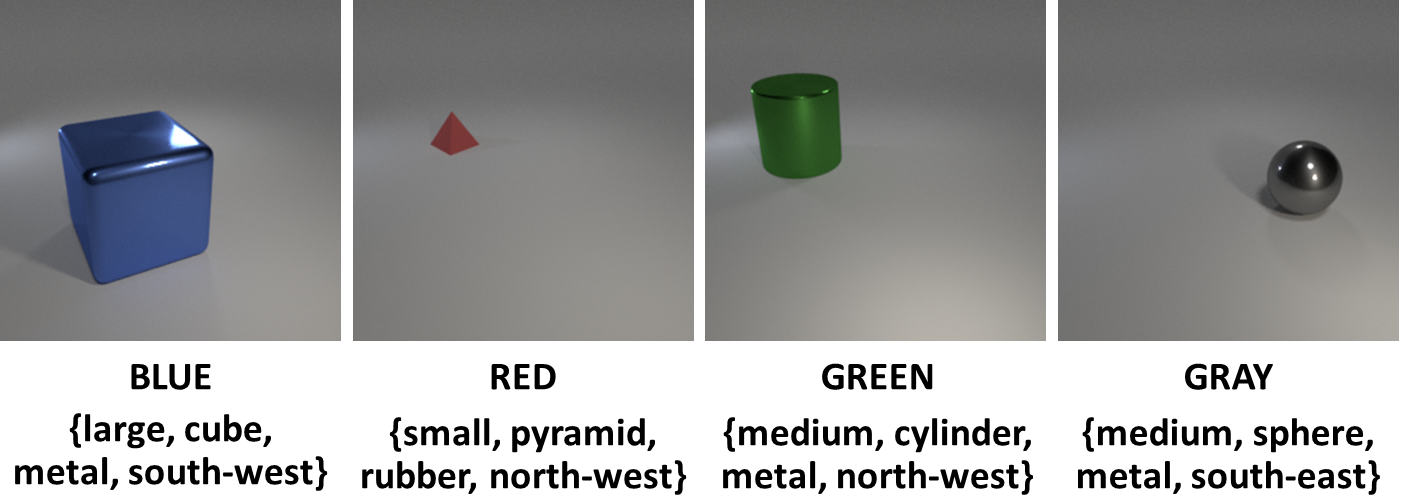 BLUE
{large, cube,
metal, south-west}
RED
{small, pyramid,
rubber, north-west}
GREEN
{medium, cylinder,
metal, north-west}
GRAY
{medium, sphere,
metal, south-east}